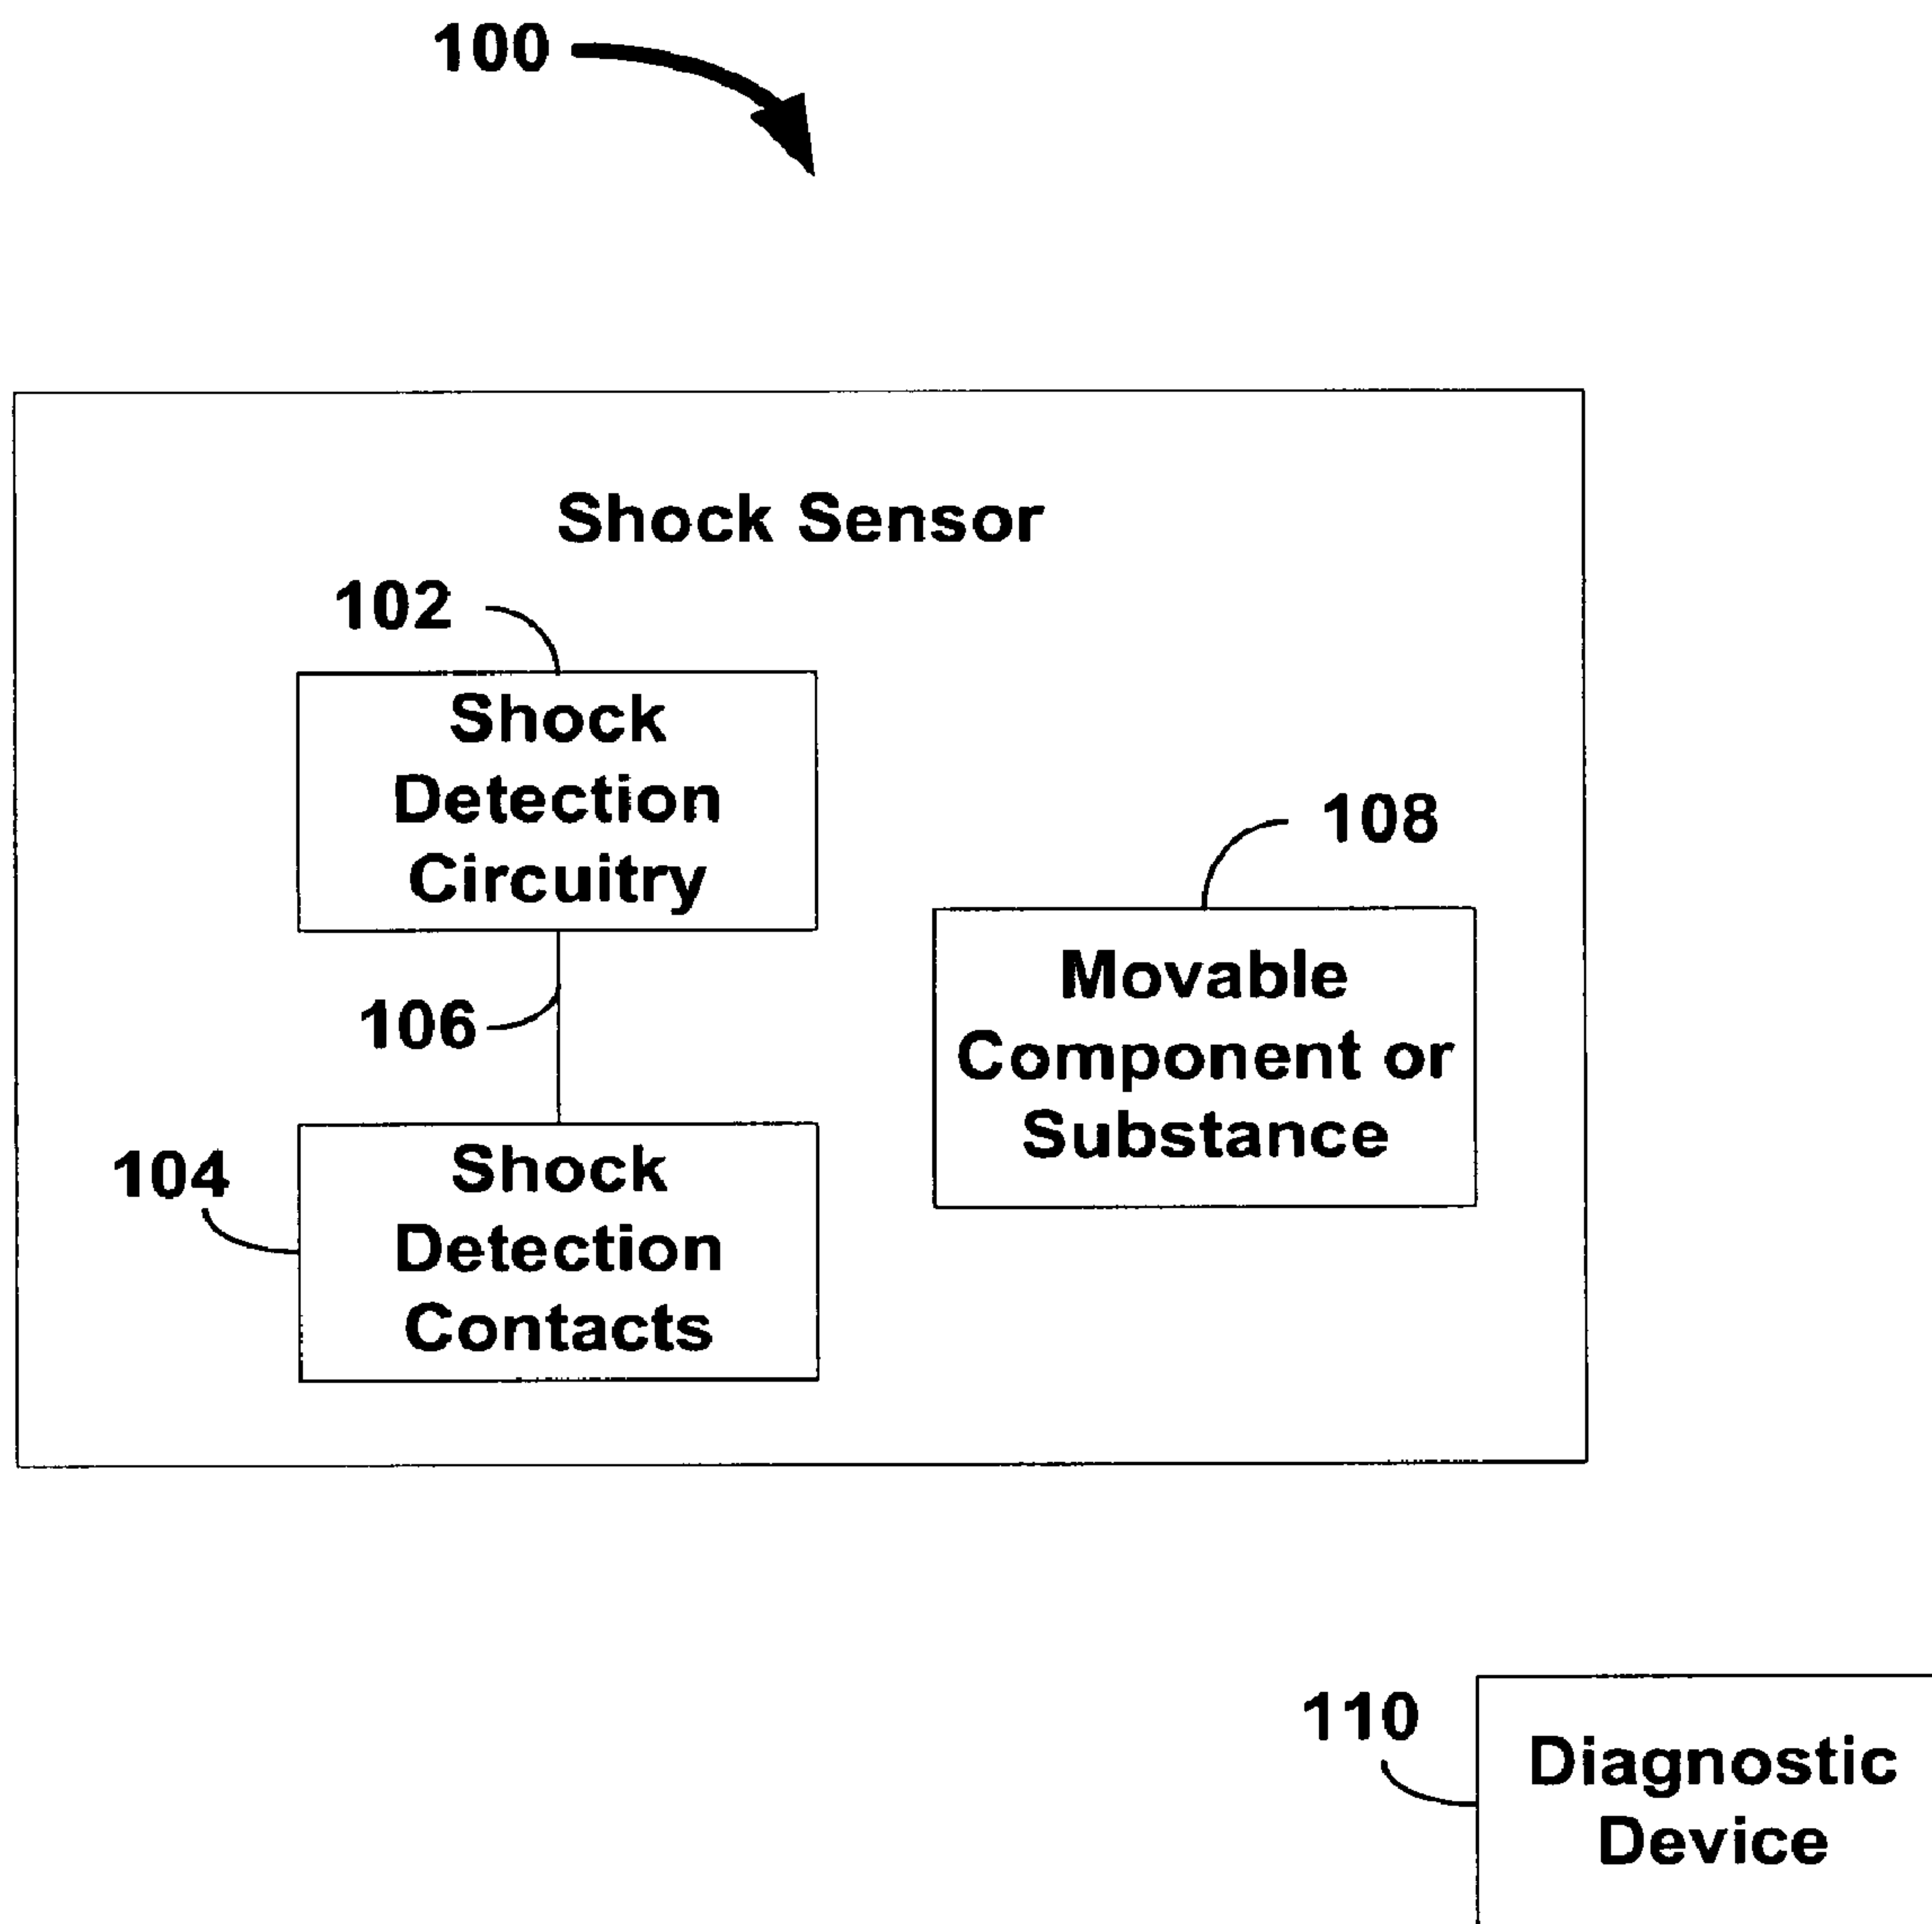 100
Shock Sensor
102
Shock
Detection
Circuitry
108
Movable
Component or
Substance
106
104
Shock
Detection
Contacts
110
Diagnostic
Device